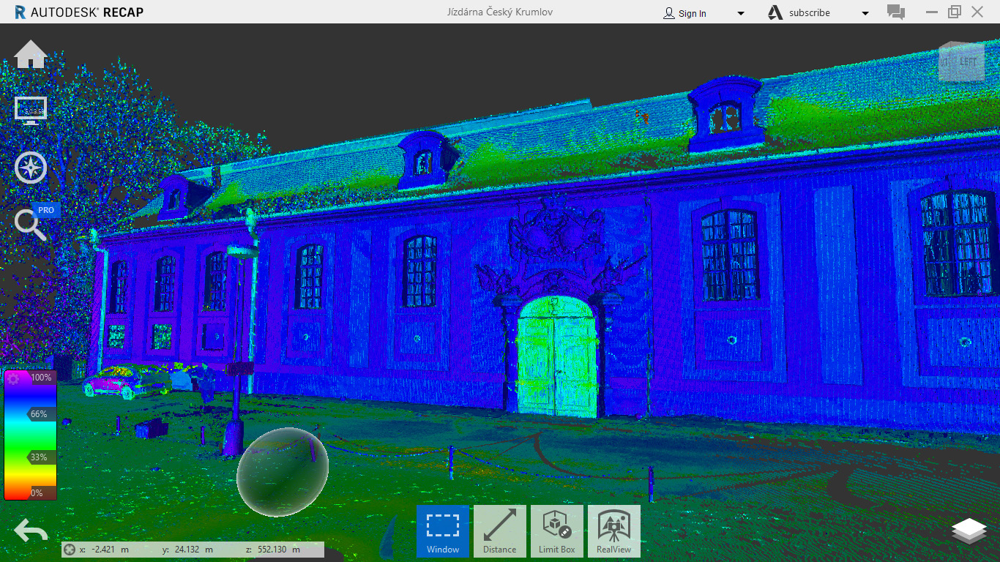 R AUTODESK® RECAP
Jízdárna Český Krumlov
Sign In
subscribe
LEFT
PRO
100%
66%
33%
0%
x: -2.421 m y: 24.132 m z: 552.130 m
Window
Distance
Limit Box
RealView